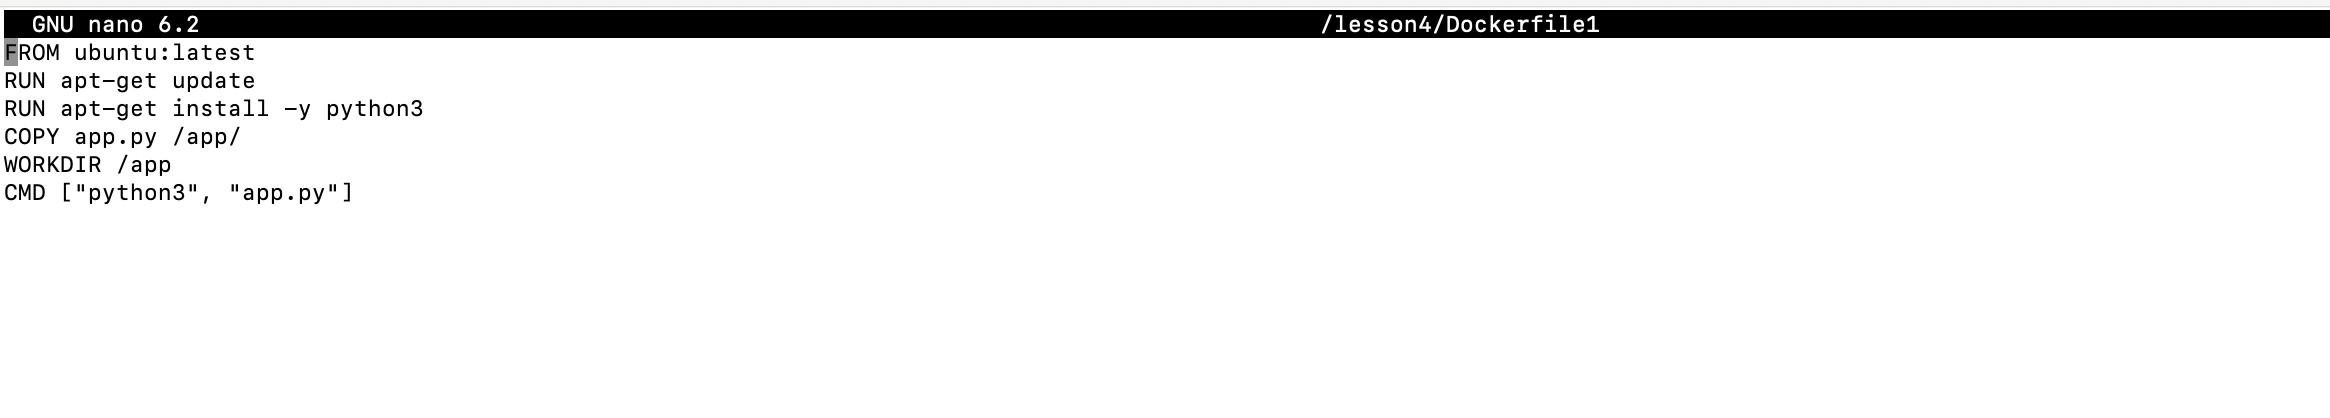 GNU nano 6.2 /lesson4/Dockerfile1
FROM ubuntu:latest
RUN apt-get update
RUN apt-get install -y python3
COPY app.py /app/
WORKDIR /app
CMD ["python3", "app.py"]